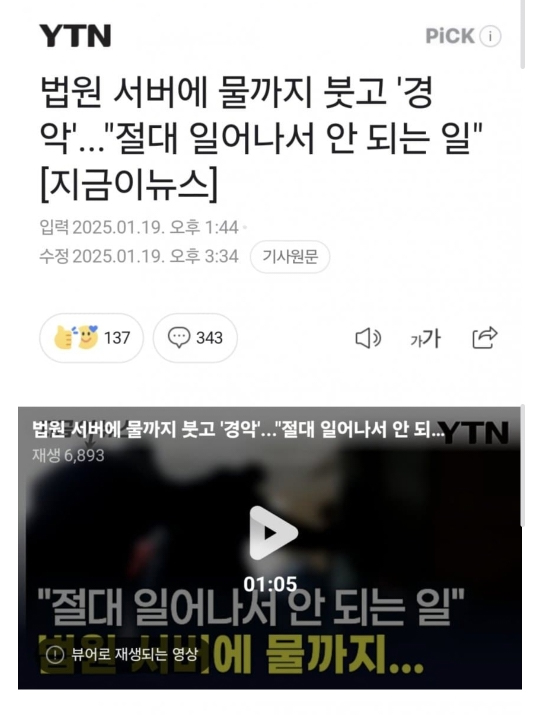 YTN
PiCK
법원 서버에 물까지 붓고 '경
악'..."절대 일어나서 안 되는 일"
[지금이뉴스]
입력 2025.01.19. 오후 1:44
수정 2025.01.19. 오후 3:34 기사원문
137 343 가가
법원 서버에 물까지 붓고 '경악'..."절대 일어나서 안 되... YTN
재생 6,893
01:05
"절대 일어나서 안 되는 일"
법원 서버에 물까지...
뷰어로 재생되는 영상